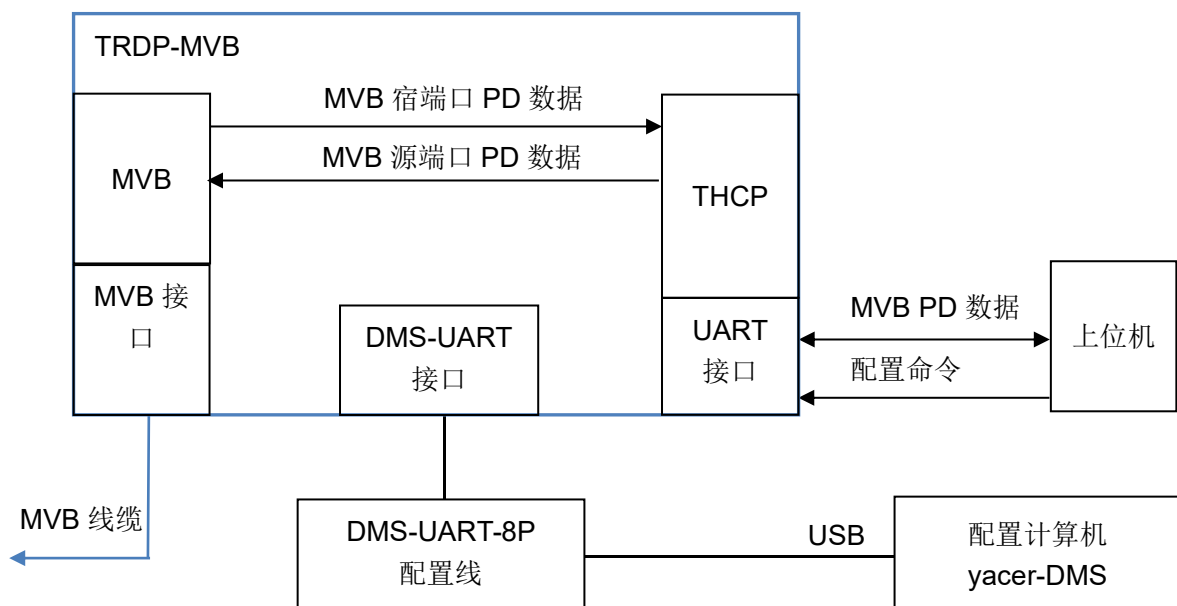 TRDP-MVB
MVB 宿端口 PD 数据
MVB 源端口 PD 数据
MVB
THCP
MVB 接
口
DMS-UART
接口
UART
接口
MVB PD 数据
配置命令
上位机
MVB 线缆
DMS-UART-8P
配置线
USB
配置计算机
yacer-DMS